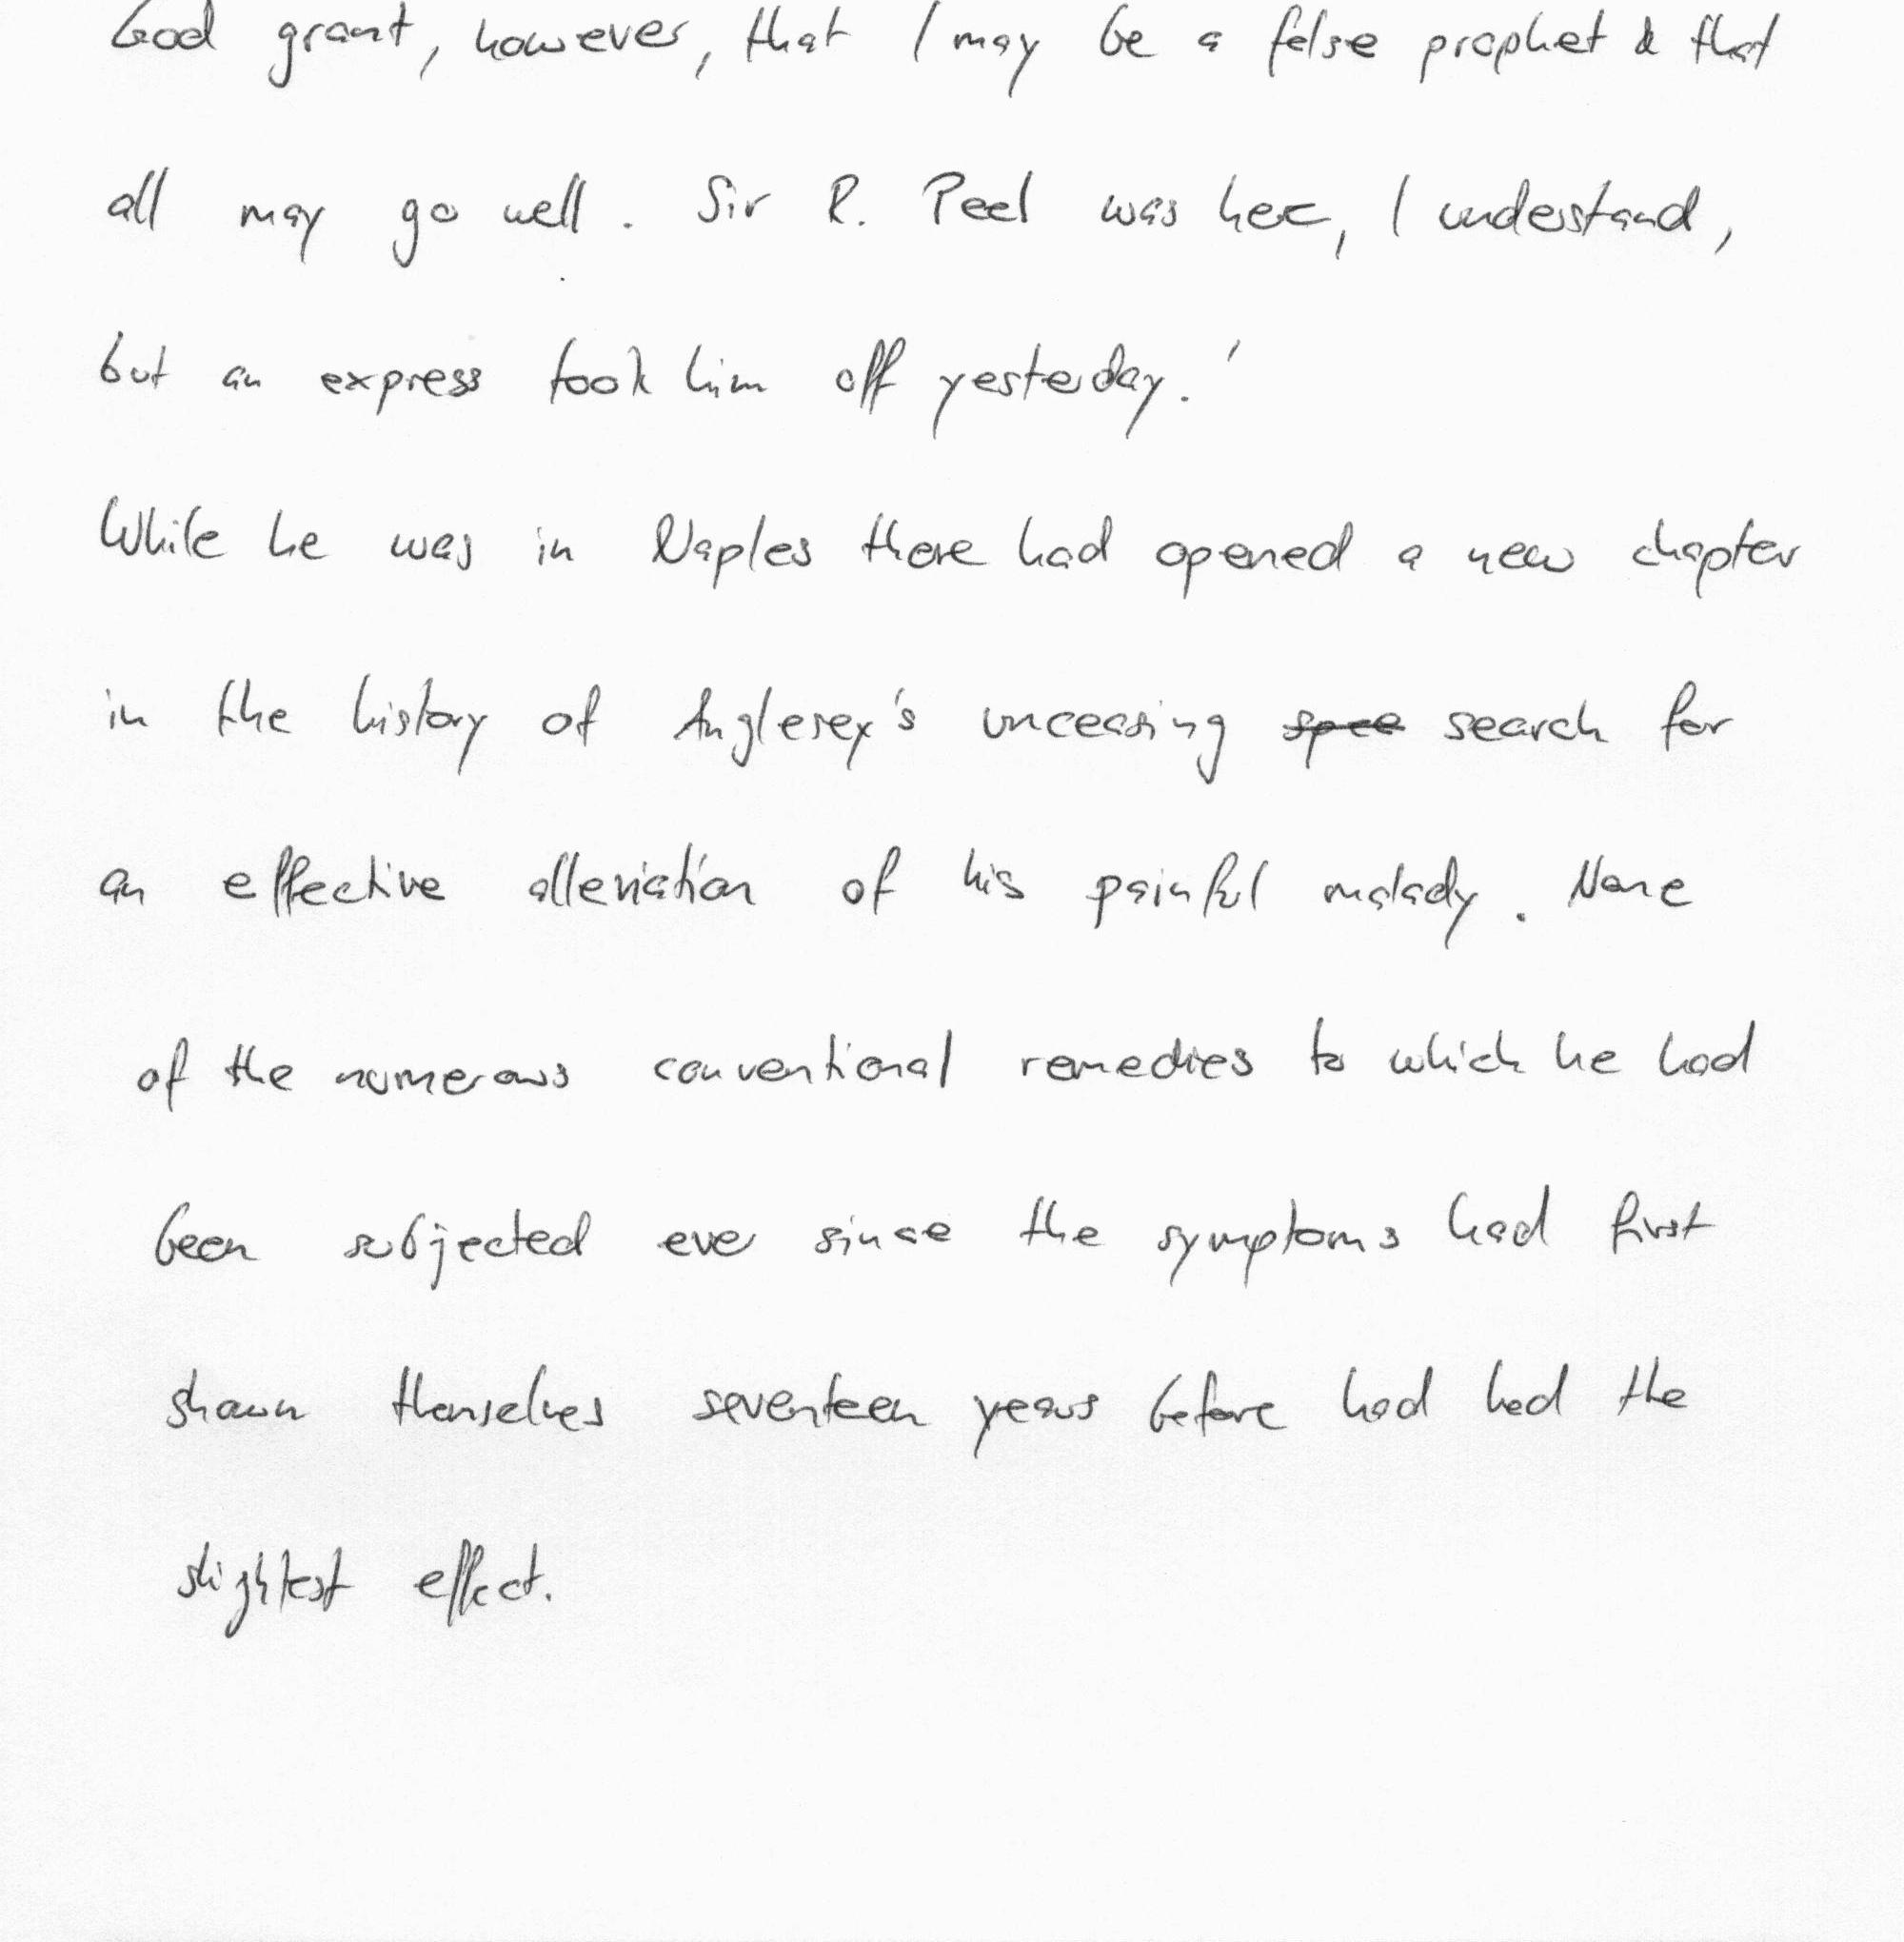 God grant, however, that I may be a false prophet & that
all may go well. Sir R. Peel was here, I understand,
but an express took him off yesterday.'
While he was in Naples there had opened a new chapter
in the history of Anglesey's unceasing search for
an effective alleviation of his painful malady. None
of the numerous conventional remedies to which he had
been subjected ever since the symptoms had first
shown themselves seventeen years before had had the
slightest effect.